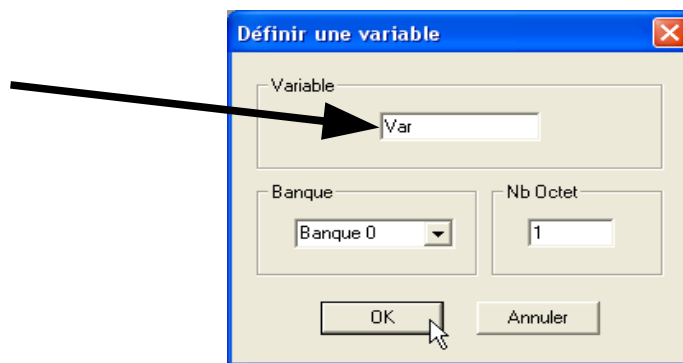 Définir une variable
Variable
Var
Banque
Nb Octet
Banque 0
1
OK
Annuler